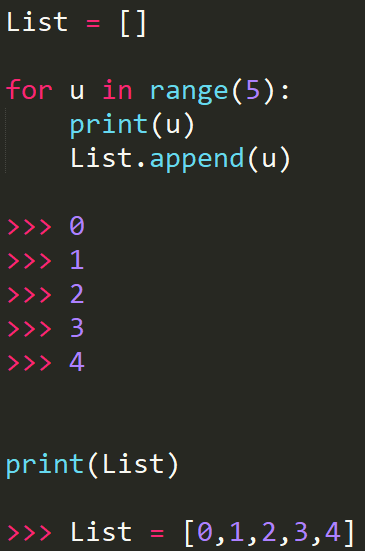 List = []
for u in range(5):
    print(u)
    List.append(u)
>>> 0
>>> 1
>>> 2
>>> 3
>>> 4
print(List)
>>> List = [0,1,2,3,4]